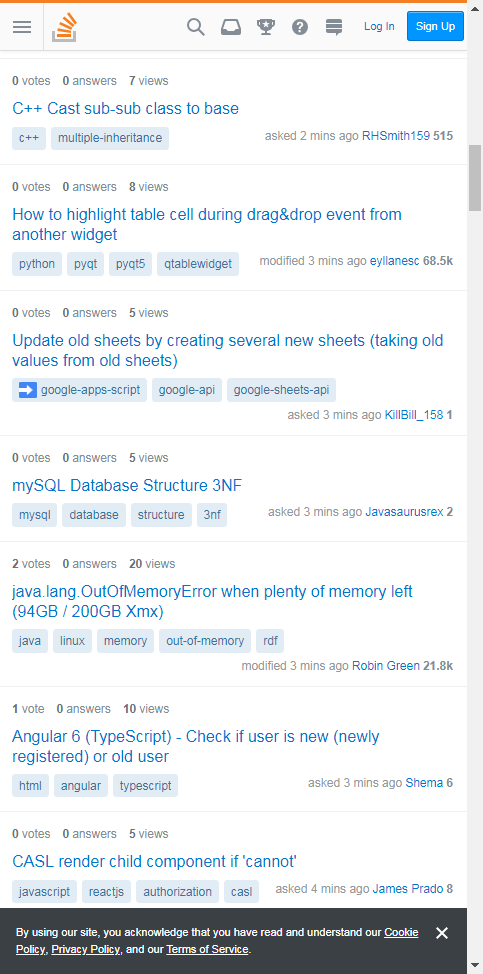 Log In Sign Up
0 votes 0 answers 7 views
C++ Cast sub-sub class to base
c++ multiple-inheritance asked 2 mins ago RHSmith159 515
0 votes 0 answers 8 views
How to highlight table cell during drag&drop event from
another widget
python pyqt pyqt5 qtablewidget modified 3 mins ago eyllanesc 68.5k
0 votes 0 answers 5 views
Update old sheets by creating several new sheets (taking old
values from old sheets)
google-apps-script google-api google-sheets-api
asked 3 mins ago KillBill_158 1
0 votes 0 answers 5 views
mySQL Database Structure 3NF
mysql database structure 3nf asked 3 mins ago Javasaurusrex 2
2 votes 0 answers 20 views
java.lang.OutOfMemoryError when plenty of memory left
(94GB / 200GB Xmx)
java linux memory out-of-memory rdf
modified 3 mins ago Robin Green 21.8k
1 vote 0 answers 10 views
Angular 6 (TypeScript) - Check if user is new (newly
registered) or old user
html angular typescript asked 3 mins ago Shema 6
0 votes 0 answers 5 views
CASL render child component if 'cannot'
javascript reactjs authorization casl asked 4 mins ago James Prado 8
By using our site, you acknowledge that you have read and understand our Cookie
Policy, Privacy Policy, and our Terms of Service.